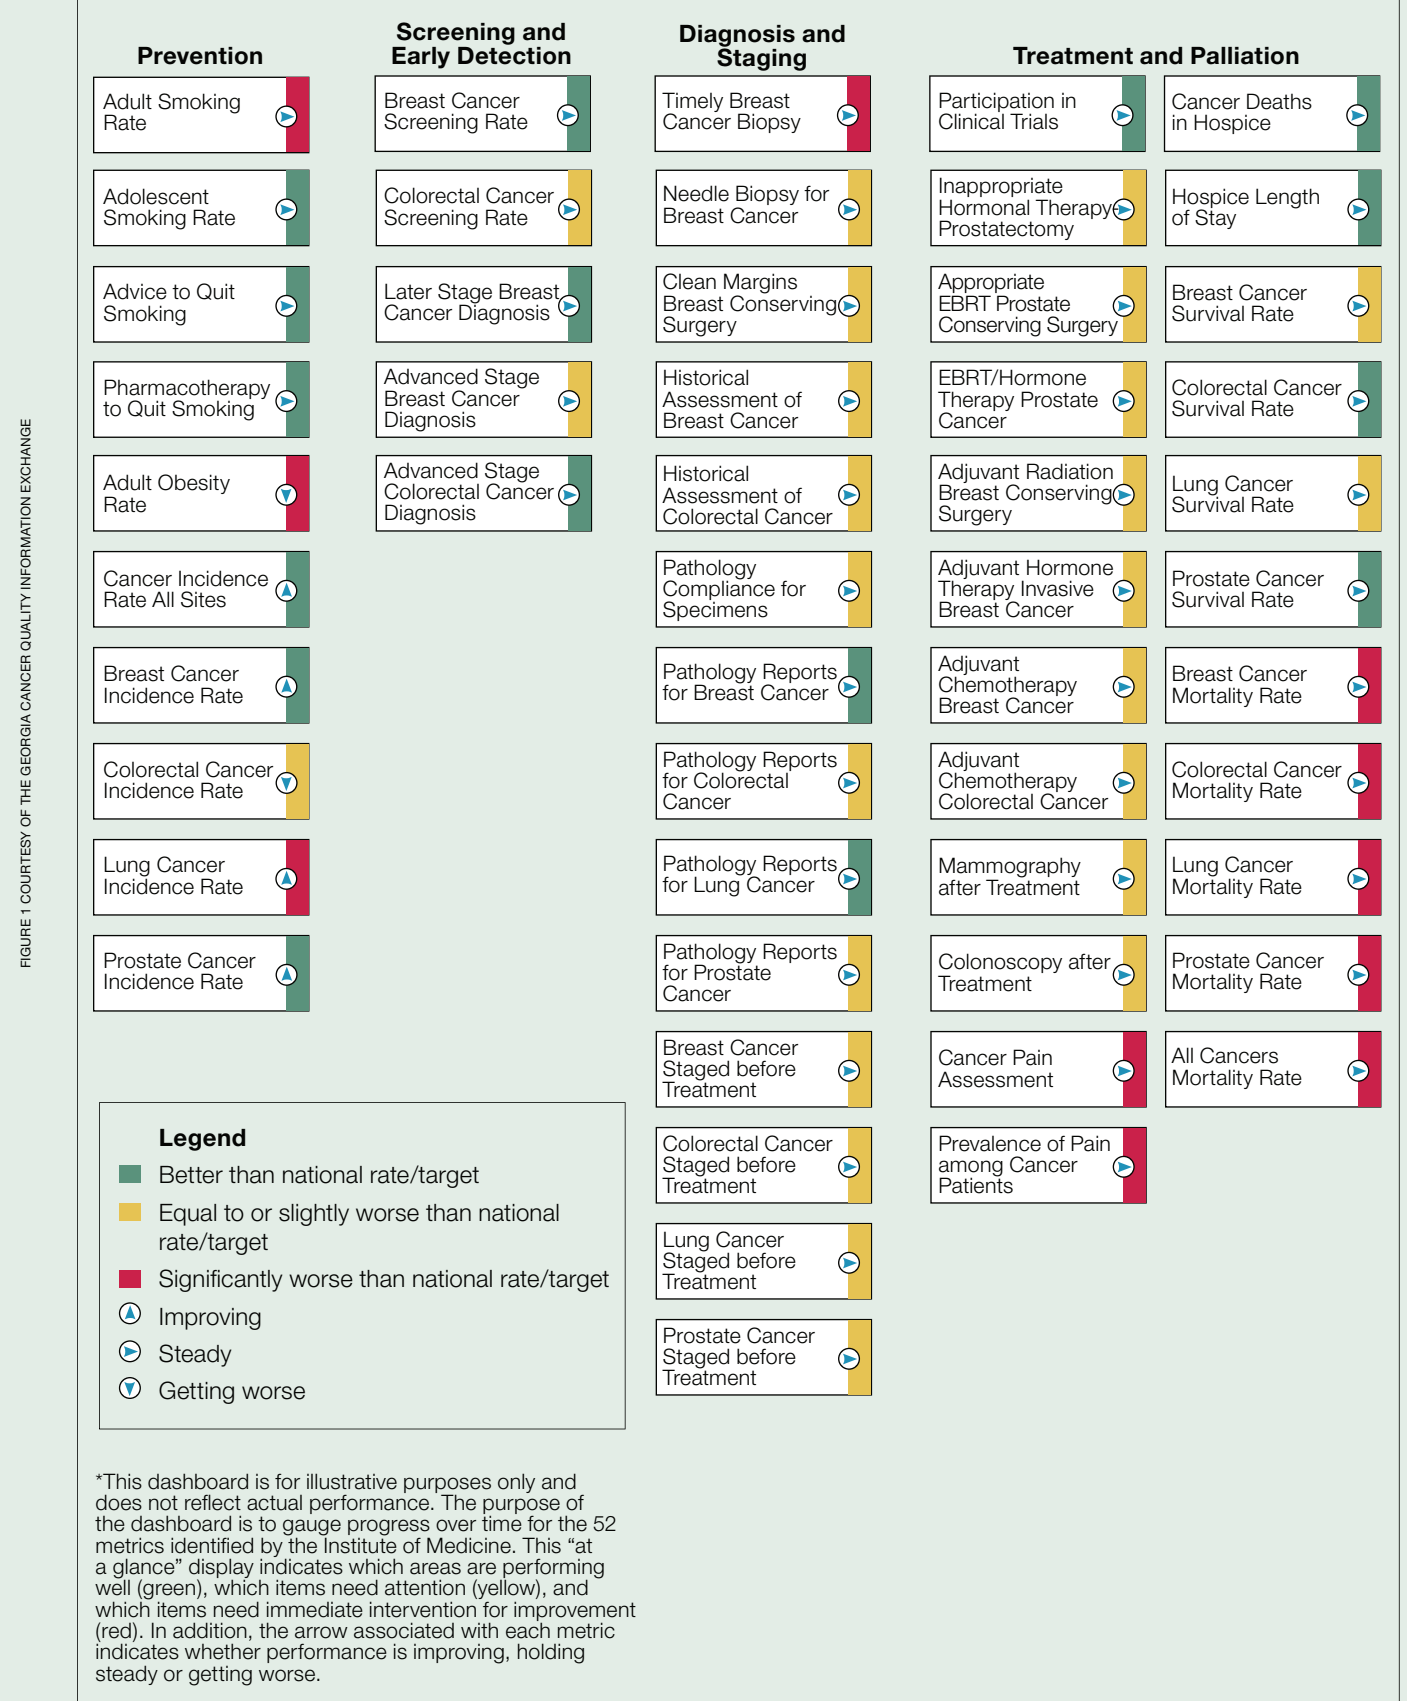 Prevention
Adult Smoking
Rate
Adolescent
Smoking Rate
Advice to Quit
Smoking
Pharmacotherapy
to Quit Smoking
Adult Obesity
Rate
Cancer Incidence
Rate All Sites
Breast Cancer
Incidence Rate
Colorectal Cancer
Incidence Rate
Lung Cancer
Incidence Rate
Prostate Cancer
Incidence Rate
Screening and
Early Detection
Breast Cancer
Screening Rate
Colorectal Cancer
Screening Rate
Later Stage Breast
Cancer Diagnosis
Advanced Stage
Breast Cancer
Diagnosis
Advanced Stage
Colorectal Cancer
Diagnosis
Diagnosis and
Staging
Timely Breast
Cancer Biopsy
Needle Biopsy for
Breast Cancer
Clean Margins
Breast Conserving
Surgery
Historical
Assessment of
Breast Cancer
Historical
Assessment of
Colorectal Cancer
Pathology
Compliance for
Specimens
Pathology Reports
for Breast Cancer
Pathology Reports
for Colorectal
Cancer
Pathology Reports
for Lung Cancer
Pathology Reports
for Prostate
Cancer
Breast Cancer
Staged before
Treatment
Colorectal Cancer
Staged before
Treatment
Lung Cancer
Staged before
Treatment
Prostate Cancer
Staged before
Treatment
Treatment and Palliation
Participation in
Clinical Trials
Inappropriate
Hormonal Therapy-
Prostatectomy
Appropriate
EBRT Prostate
Conserving Surgery
EBRT/Hormone
Therapy Prostate
Cancer
Adjuvant Radiation
Breast Conserving
Surgery
Adjuvant Hormone
Therapy Invasive
Breast Cancer
Adjuvant
Chemotherapy
Breast Cancer
Adjuvant
Chemotherapy
Colorectal Cancer
Mammography
after Treatment
Colonoscopy after
Treatment
Cancer Pain
Assessment
Prevalence of Pain
among Cancer
Patients
Cancer Deaths
in Hospice
Hospice Length
of Stay
Breast Cancer
Survival Rate
Colorectal Cancer
Survival Rate
Lung Cancer
Survival Rate
Prostate Cancer
Survival Rate
Breast Cancer
Mortality Rate
Colorectal Cancer
Mortality Rate
Lung Cancer
Mortality Rate
Prostate Cancer
Mortality Rate
All Cancers
Mortality Rate
Legend
Better than national rate/target
Equal to or slightly worse than national
rate/target
Significantly worse than national rate/target
Improving
Steady
Getting worse
*This dashboard is for illustrative purposes only and
does not reflect actual performance. The purpose of
the dashboard is to gauge progress over time for the 52
metrics identified by the Institute of Medicine. This “at
a glance” display indicates which areas are performing
well (green), which items need attention (yellow), and
which items need immediate intervention for improvement
(red). In addition, the arrow associated with each metric
indicates whether performance is improving, holding
steady or getting worse.
FIGURE 1 COURTESY OF THE GEORGIA CANCER QUALITY INFORMATION EXCHANGE